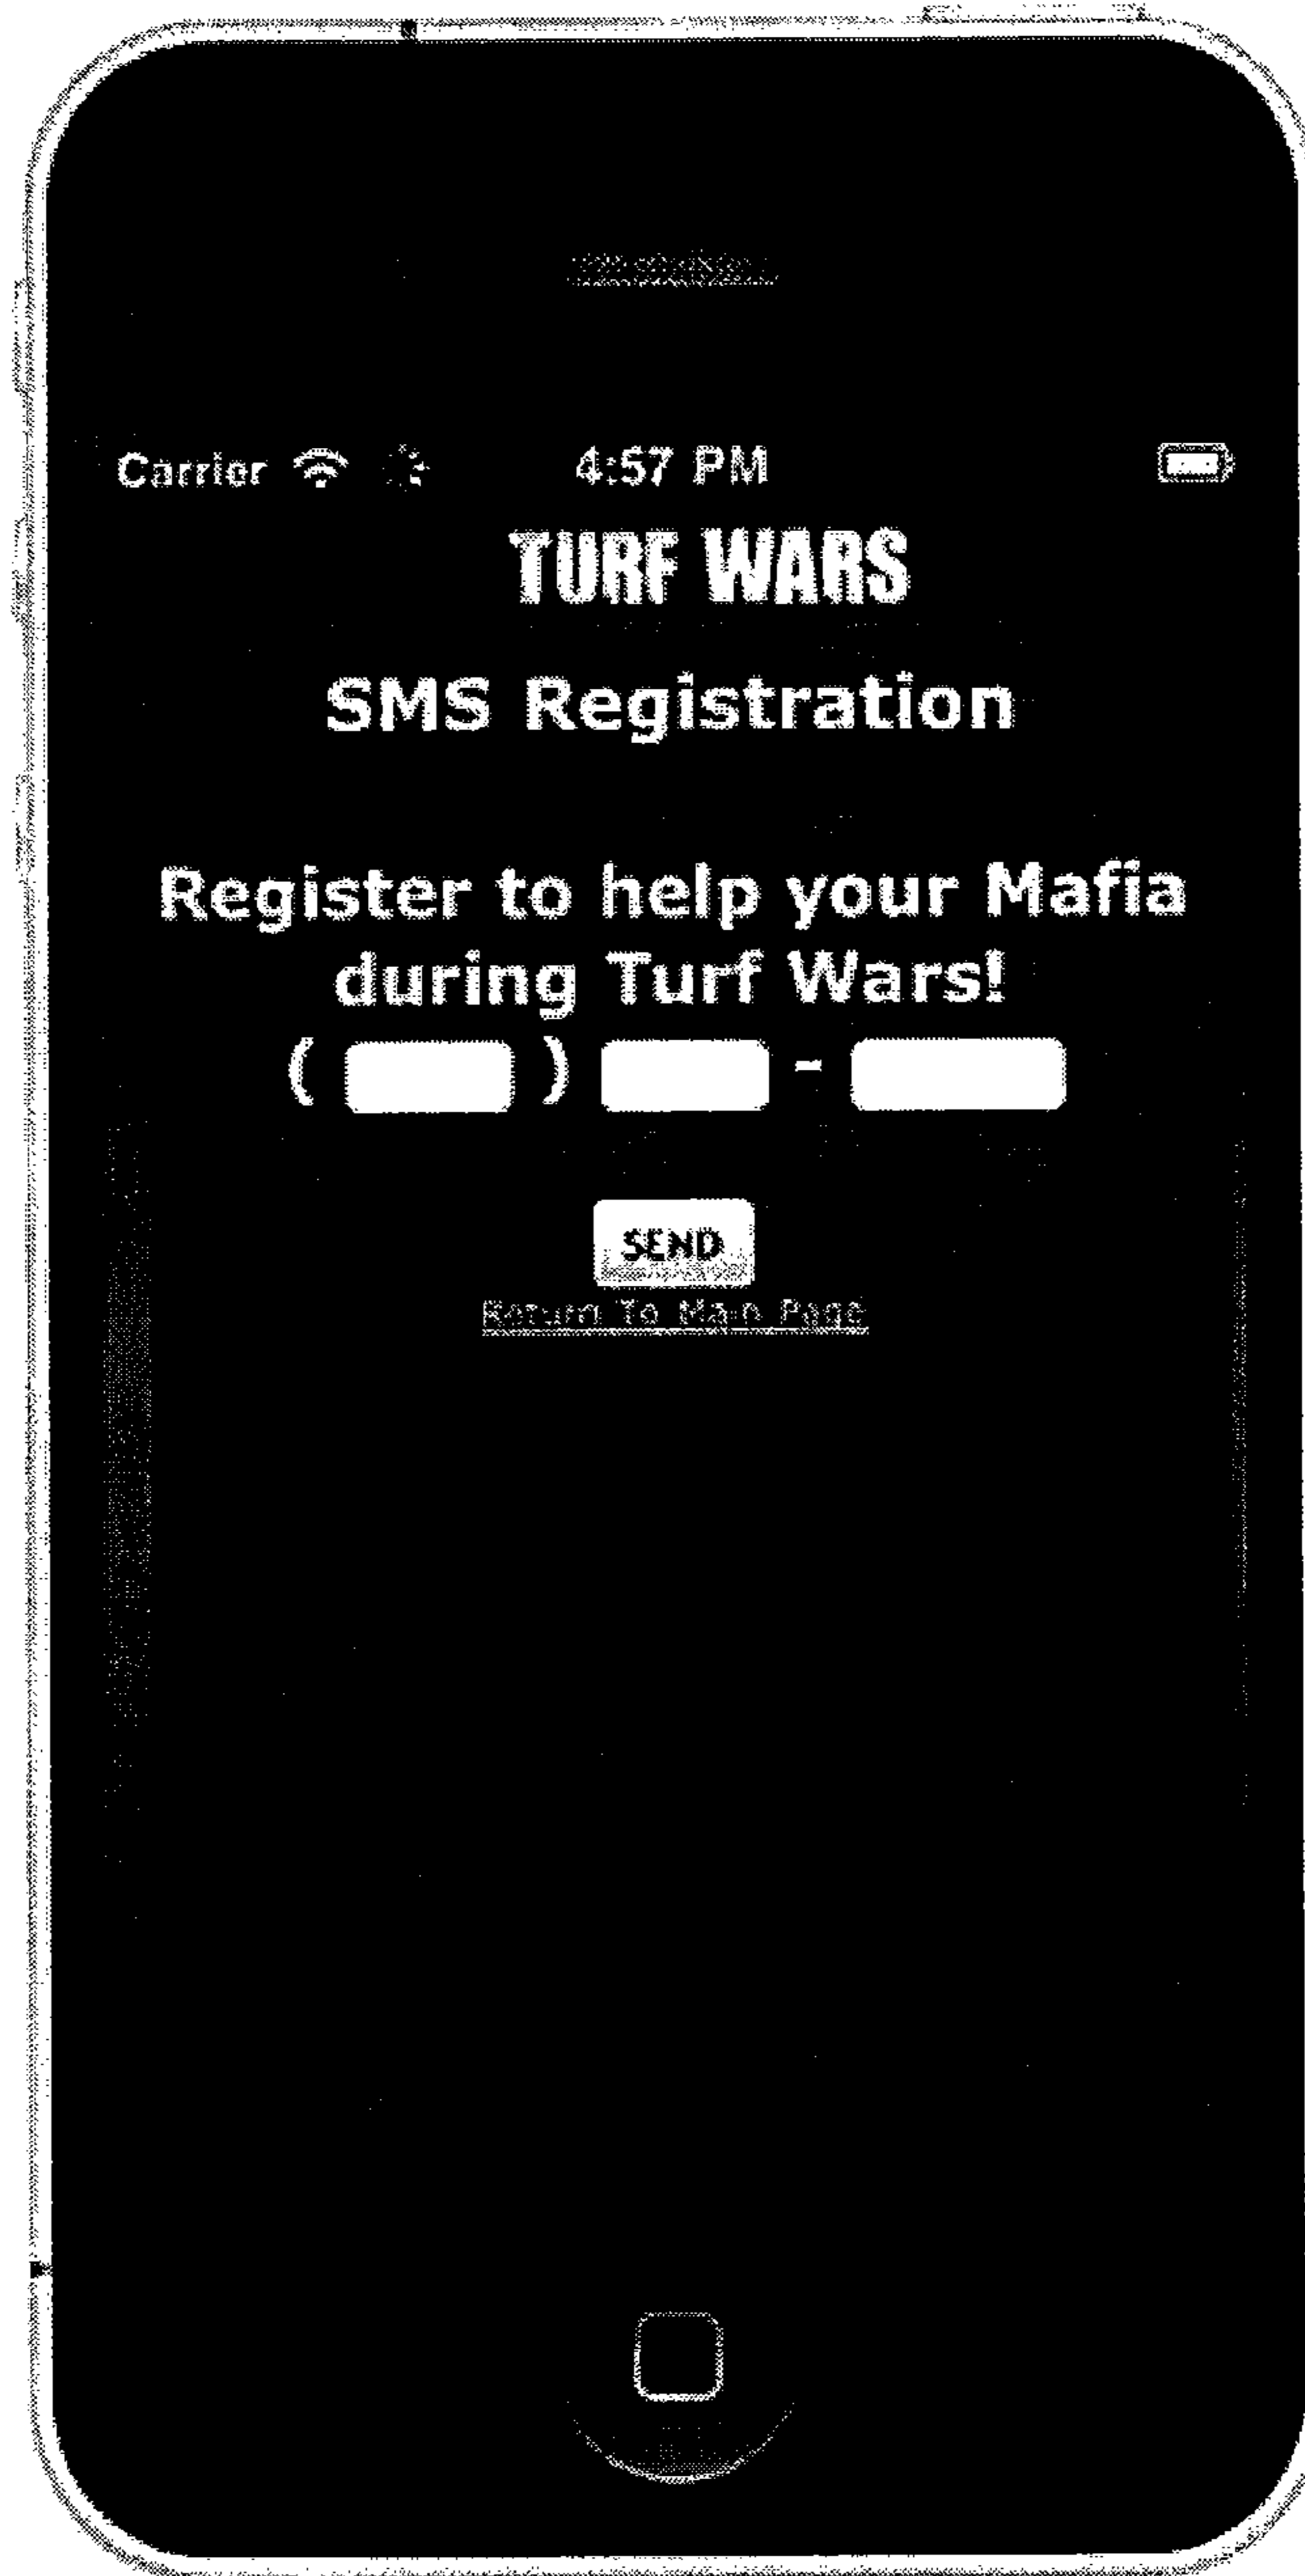 Carrier 4:57 PM
TURF WARS
SMS Registration
Register to help your Mafia
during Turf Wars!
( ) -
SEND
Return To Main Page